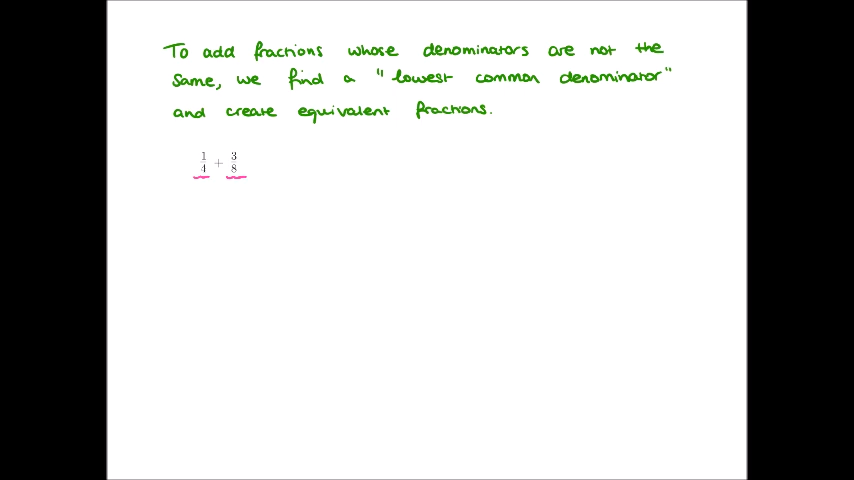 To add fractions whose denominators are not the
same, we find a "lowest common denominator"
and create equivalent fractions.
1/4 + 3/8